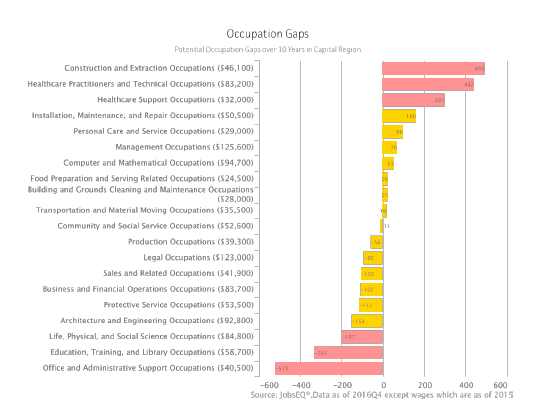 Occupation Gaps
Potential Occupation Gaps over 10 Years in Capital Region
Construction and Extraction Occupations ($46,100)
Healthcare Practitioners and Technical Occupations ($83,200) 442
Healthcare Support Occupations ($32,000) 297
Installation, Maintenance, and Repair Occupations ($50,500) 160
Personal Care and Service Occupations ($29,000)
Management Occupations ($125,600)
Computer and Mathematical Occupations ($94,700)
Food Preparation and Serving Related Occupations ($24,500)
Building and Grounds Cleaning and Maintenance Occupations
($28,000)
Transportation and Material Moving Occupations ($35,500)
Community and Social Service Occupations ($52,600) -11
Production Occupations ($39,300)
Legal Occupations ($123,000)
Sales and Related Occupations ($41,900)
Business and Financial Operations Occupations ($83,700) -107
Protective Service Occupations ($53,500) -112
Architecture and Engineering Occupations ($92,800)
Life, Physical, and Social Science Occupations ($84,800)
Education, Training, and Library Occupations ($58,700) -331
Office and Administrative Support Occupations ($40,500) -519
-600 -400 -200 0 200 400 600
Source: JobsEQ®,Data as of 2016Q4 except wages which are as of 2015